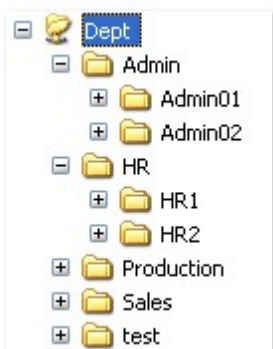 Dept
Admin
Admin01
Admin02
HR
HR1
HR2
Production
Sales
test